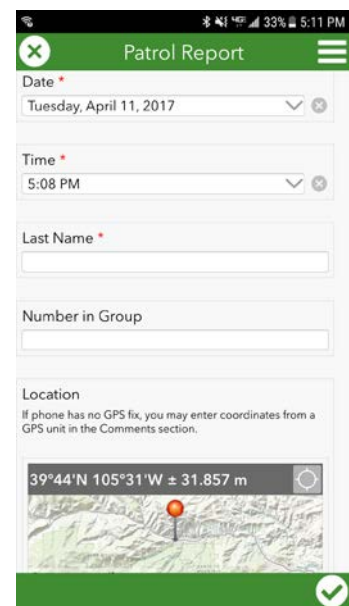 33% 5:11 PM
Patrol Report
Date *
Tuesday, April 11, 2017
Time *
5:08 PM
Last Name *
Number in Group
Location
If phone has no GPS fix, you may enter coordinates from a
GPS unit in the Comments section.
39°44'N 105°31'W ± 31.857 m